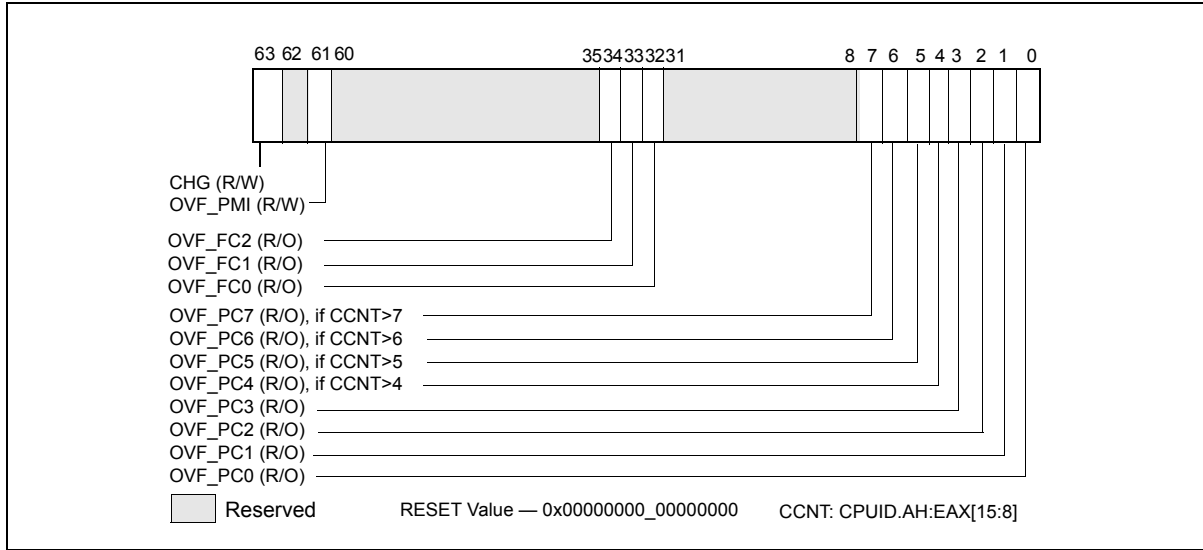 63 62 61 60 35 34 33 32 31 8 7 6 5 4 3 2 1 0
CHG (R/W)
OVF_PMI (R/W)
OVF_FC2 (R/O)
OVF_FC1 (R/O)
OVF_FC0 (R/O)
OVF_PC7 (R/O), if CCNT>7
OVF_PC6 (R/O), if CCNT>6
OVF_PC5 (R/O), if CCNT>5
OVF_PC4 (R/O), if CCNT>4
OVF_PC3 (R/O)
OVF_PC2 (R/O)
OVF_PC1 (R/O)
OVF_PC0 (R/O)
Reserved RESET Value — 0x00000000_00000000 CCNT: CPUID.AH:EAX[15:8]